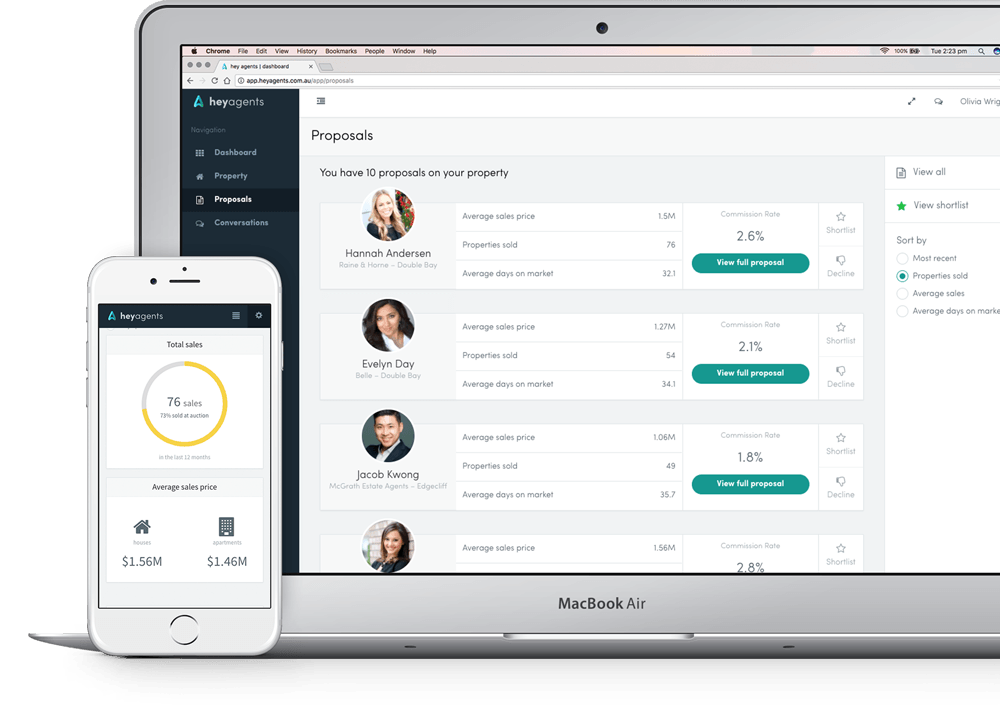 Chrome File Edit View History Bookmarks People Window Help 100% Tue 2:23 pm
hey agents | dashboard
app.heyagents.com.au/app/proposals
heyagents
Olivia Wrig
Navigation
Dashboard
Property
Proposals
Conversations
Proposals
You have 10 proposals on your property
Hannah Andersen
Raine & Horne – Double Bay
Average sales price 1.5M
Properties sold 76
Average days on market 32.1
Commission Rate
2.6%
View full proposal
Shortlist
Decline
Evelyn Day
Belle – Double Bay
Average sales price 1.27M
Properties sold 54
Average days on market 34.1
Commission Rate
2.1%
View full proposal
Shortlist
Decline
Jacob Kwong
McGrath Estate Agents – Edgecliff
Average sales price 1.06M
Properties sold 49
Average days on market 35.7
Commission Rate
1.8%
View full proposal
Shortlist
Decline
Average sales price 1.56M
Commission Rate
2.8%
Shortlist
View all
View shortlist
Sort by
Most recent
Properties sold
Average sales
Average days on marke
heyagents
Total sales
76 sales
73% sold at auction
in the last 12 months
Average sales price
houses
apartments
$1.56M
$1.46M
MacBook Air